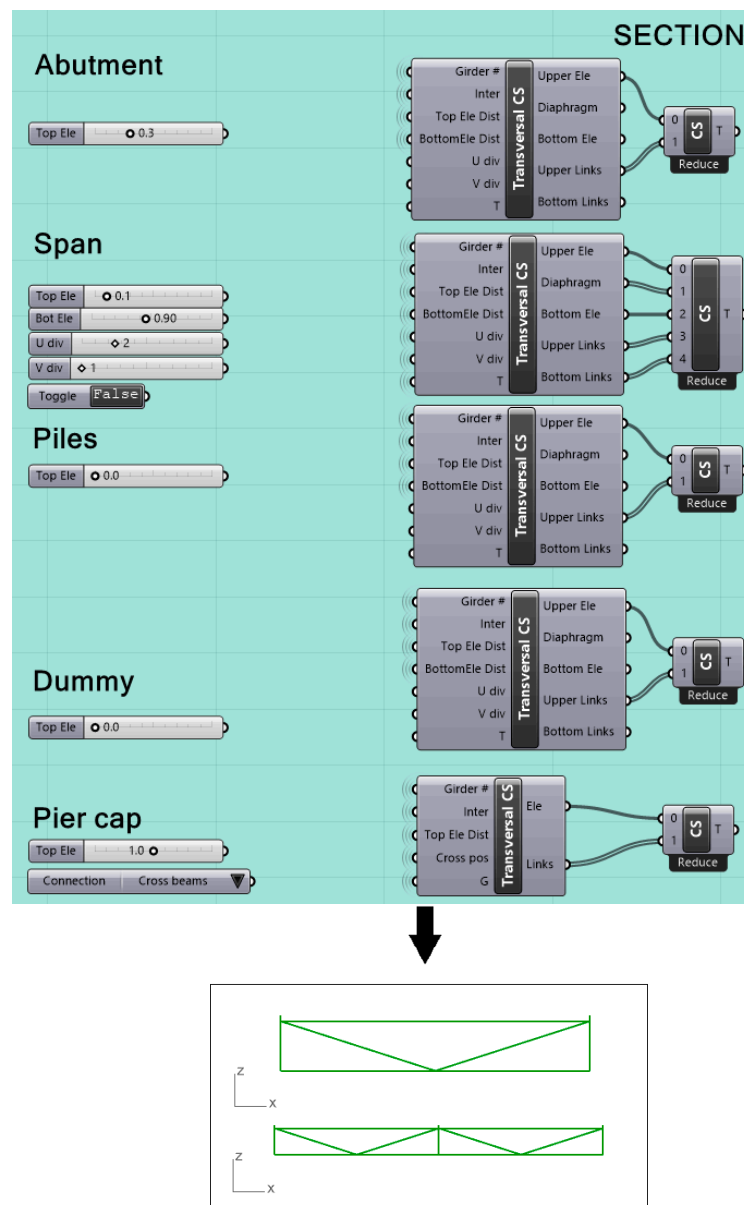 SECTION
Abutment
Top Ele 0.3
Girder #
Inter
Top Ele Dist
BottomEle Dist
U div
V div
T
Transversal CS
Upper Ele
Diaphragm
Bottom Ele
Upper Links
Bottom Links
0
1
CS
T
Reduce
Span
Top Ele 0.1
Bot Ele 0.90
U div 2
V div 1
Toggle False
Girder #
Inter
Top Ele Dist
BottomEle Dist
U div
V div
T
Transversal CS
Upper Ele
Diaphragm
Bottom Ele
Upper Links
Bottom Links
0
1
2
3
4
CS
T
Reduce
Piles
Top Ele 0.0
Girder #
Inter
Top Ele Dist
BottomEle Dist
U div
V div
T
Transversal CS
Upper Ele
Diaphragm
Bottom Ele
Upper Links
Bottom Links
0
1
CS
T
Reduce
Dummy
Top Ele 0.0
Girder #
Inter
Top Ele Dist
BottomEle Dist
U div
V div
T
Transversal CS
Upper Ele
Diaphragm
Bottom Ele
Upper Links
Bottom Links
0
1
CS
T
Reduce
Pier cap
Top Ele 1.0
Connection Cross beams
Girder #
Inter
Top Ele Dist
Cross pos
G
Transversal CS
Ele
Links
0
1
CS
T
Reduce
z
x
z
x